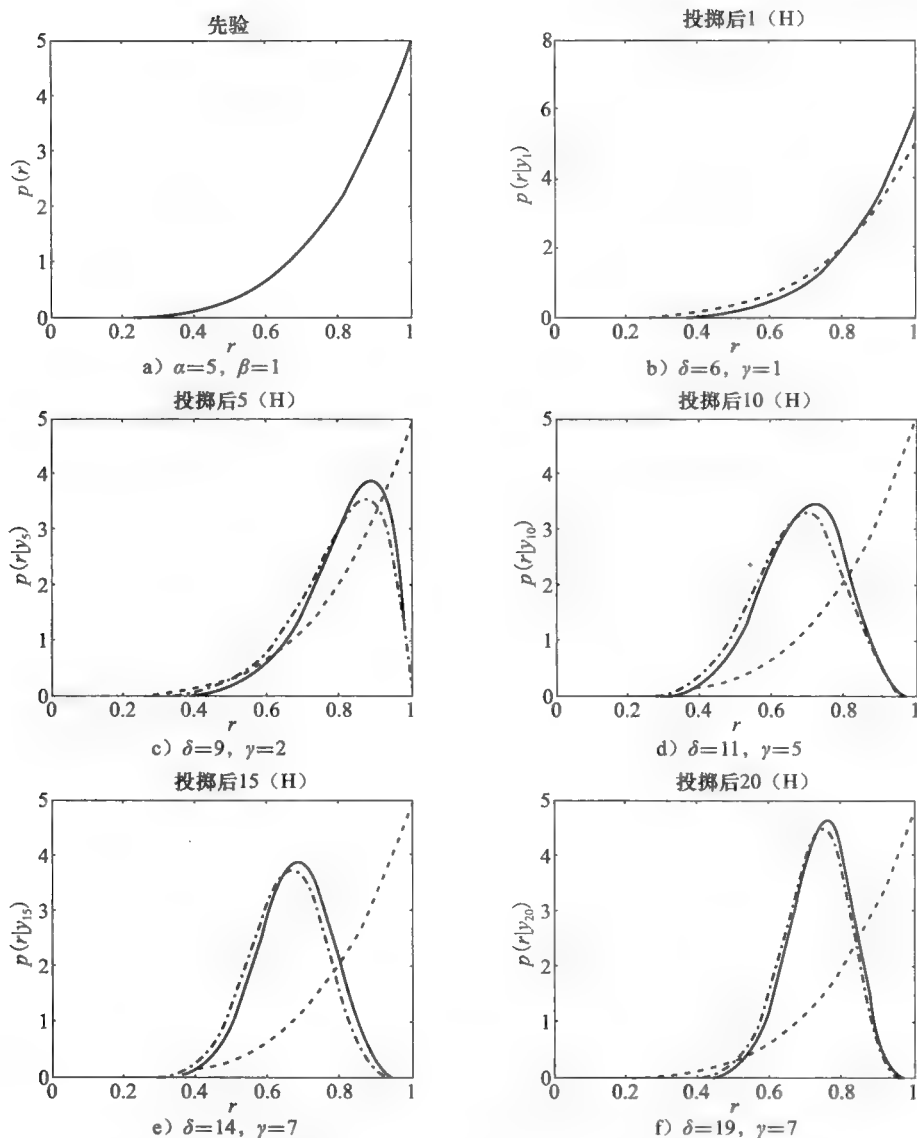 先验
5
4
3
2
1
0
p(r)
0 0.2 0.4 0.6 0.8 1
r
a) α=5, β=1
投掷后1 (H)
8
6
4
2
0
p(r|y₁)
0 0.2 0.4 0.6 0.8 1
r
b) δ=6, γ=1
投掷后5 (H)
5
4
3
2
1
0
p(r|y₅)
0 0.2 0.4 0.6 0.8 1
r
c) δ=9, γ=2
投掷后10 (H)
5
4
3
2
1
0
p(r|y₁₀)
0 0.2 0.4 0.6 0.8 1
r
d) δ=11, γ=5
投掷后15 (H)
5
4
3
2
1
0
p(r|y₁₅)
0 0.2 0.4 0.6 0.8 1
r
e) δ=14, γ=7
投掷后20 (H)
5
4
3
2
1
0
p(r|y₂₀)
0 0.2 0.4 0.6 0.8 1
r
f) δ=19, γ=7